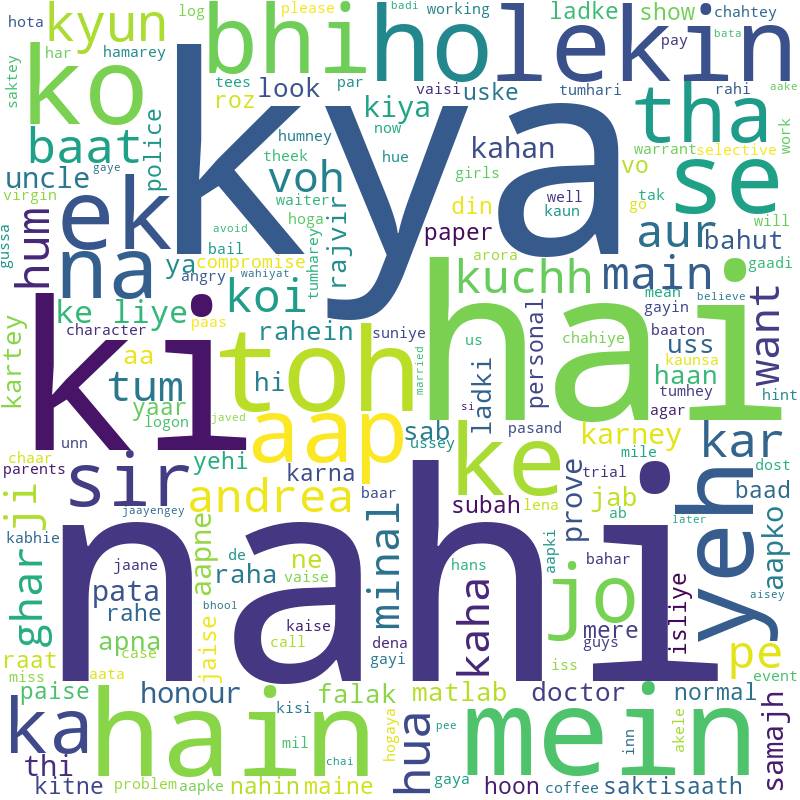 log please badi working ladke show chahtey
hota kyun bhi ho lekin pay bata
har hamarey tees par vaisi tumhari rahi aake
saktey ko roz look kiya uske tha
baat police humney now kahan warrant selective work
uncle theek hue girls vo
gaye voh waiter din well kaun tak go will
virgin ek kya se
hum avoid hoga rajvir paper aur bahut
gussa na bail tumharey arora main gaadi
ya compromise angry wahiyat kuchh mean believe
ke liye paas koi want
character rahein suniye personal us chahiye gayin baaton uss
kartey aa hi toh hai kaunsa haan
tum married ladki tumhey hint
yaar logon javed si agar
unn ki aap sab ussey pasand karney kar
chaar yehi ke mile dost
parents sir karna trial baad
ji andrea baar subah lena prove jab
kabhie jaayengey ab later
ghar jaane aapne de ne minal hans aapki bahar yeh aapko
pata raha vaise jo aisey
rahe bhool kaise kaha mere isliye
apna case call dena guys
raat miss aata jaise gayi iss pe event
nahi
paise honour falak matlab doctor normal
ka hain kisi hua mein inn akele samajh
thi mil hogaya pee
kitne problem aapke chai nahin maine gaya hoon coffee saktisaath